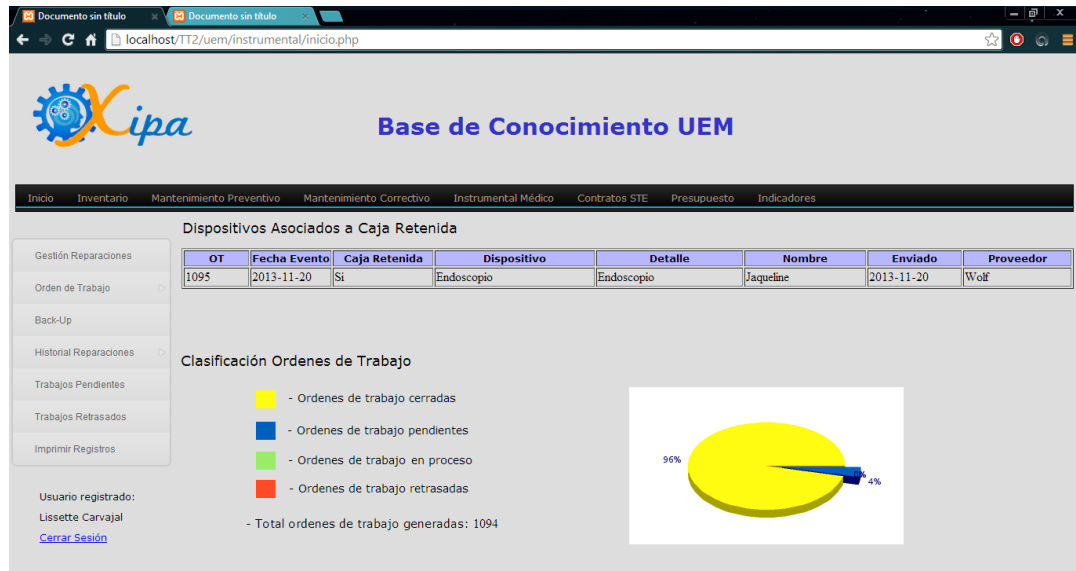 Documento sin título
Documento sin título
localhost/TT2/uem/instrumental/inicio.php
Xipa
Base de Conocimiento UEM
Inicio Inventario Mantenimiento Preventivo Mantenimiento Correctivo Instrumental Médico Contratos STE Presupuesto Indicadores
Dispositivos Asociados a Caja Retenida
OT Fecha Evento Caja Retenida Dispositivo Detalle Nombre Enviado Proveedor
1095 2013-11-20 Si Endoscopio Endoscopio Jaqueline 2013-11-20 Wolf
Gestión Reparaciones
Orden de Trabajo
Back-Up
Historial Reparaciones
Trabajos Pendientes
Trabajos Retrasados
Imprimir Registros
Usuario registrado:
Lissette Carvajal
Cerrar Sesión
Clasificación Ordenes de Trabajo
- Ordenes de trabajo cerradas
- Ordenes de trabajo pendientes
- Ordenes de trabajo en proceso
- Ordenes de trabajo retrasadas
- Total ordenes de trabajo generadas: 1094
96%
0%
4%